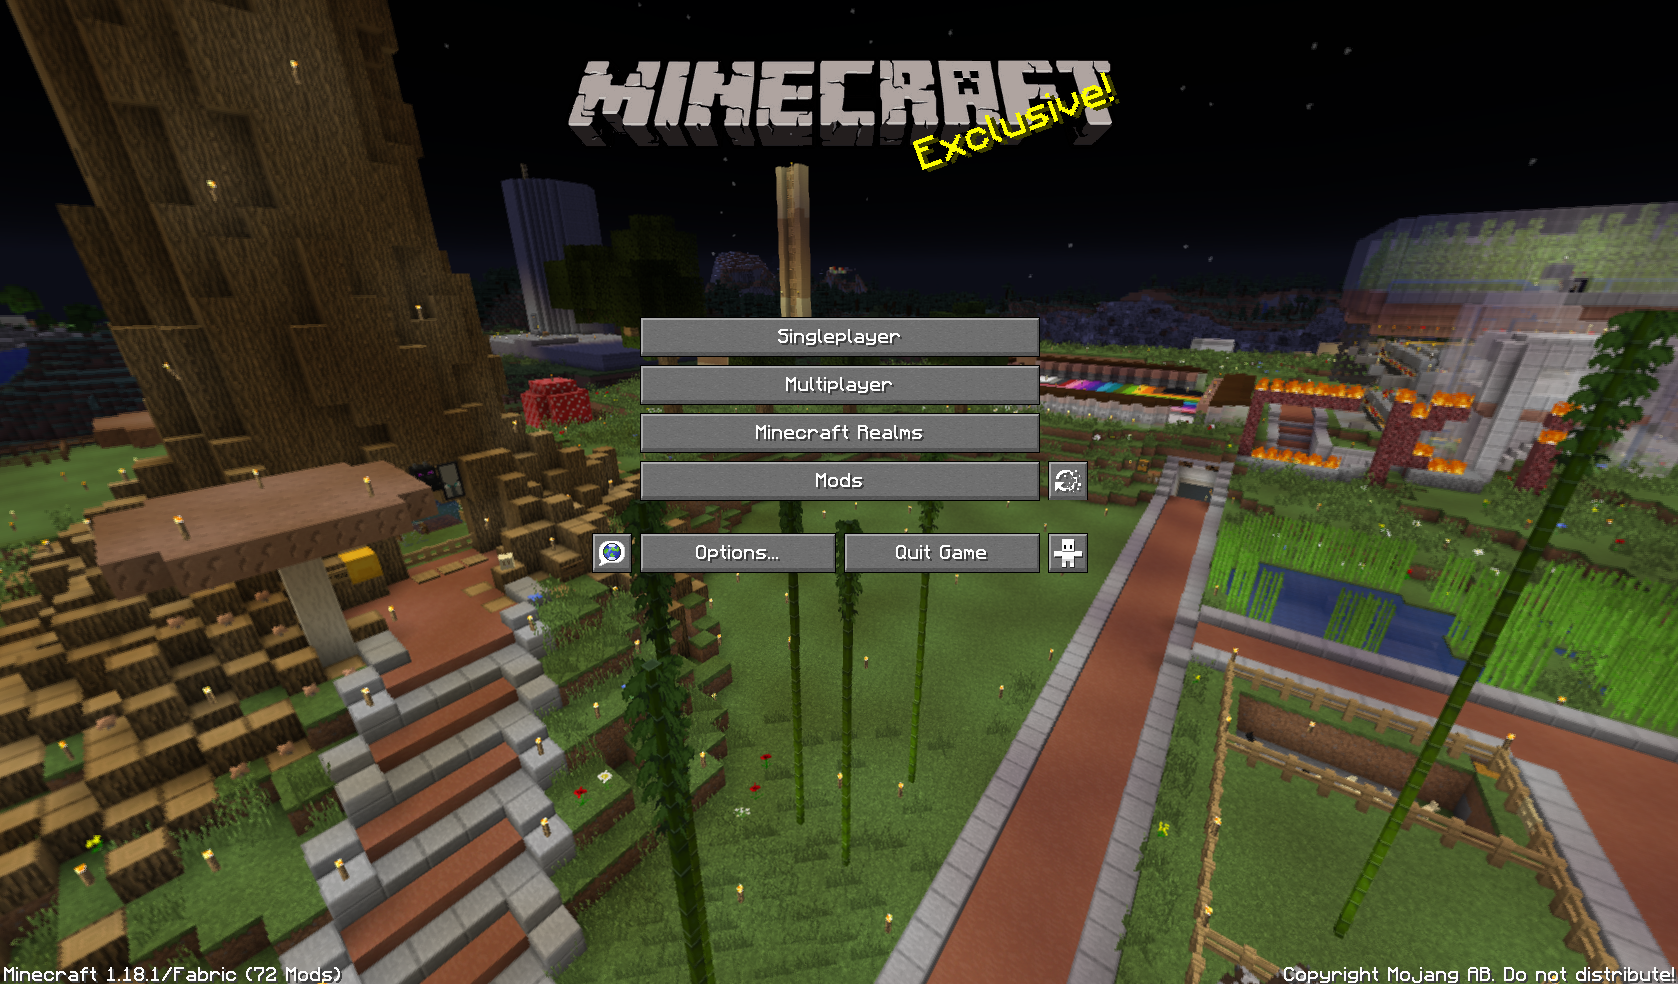 MINECRAFT
Exclusive!
Singleplayer
Multiplayer
Minecraft Realms
Mods
Options...
Quit Game
Minecraft 1.18.1/Fabric (72 Mods)
Copyright Mojang AB. Do not distribute!